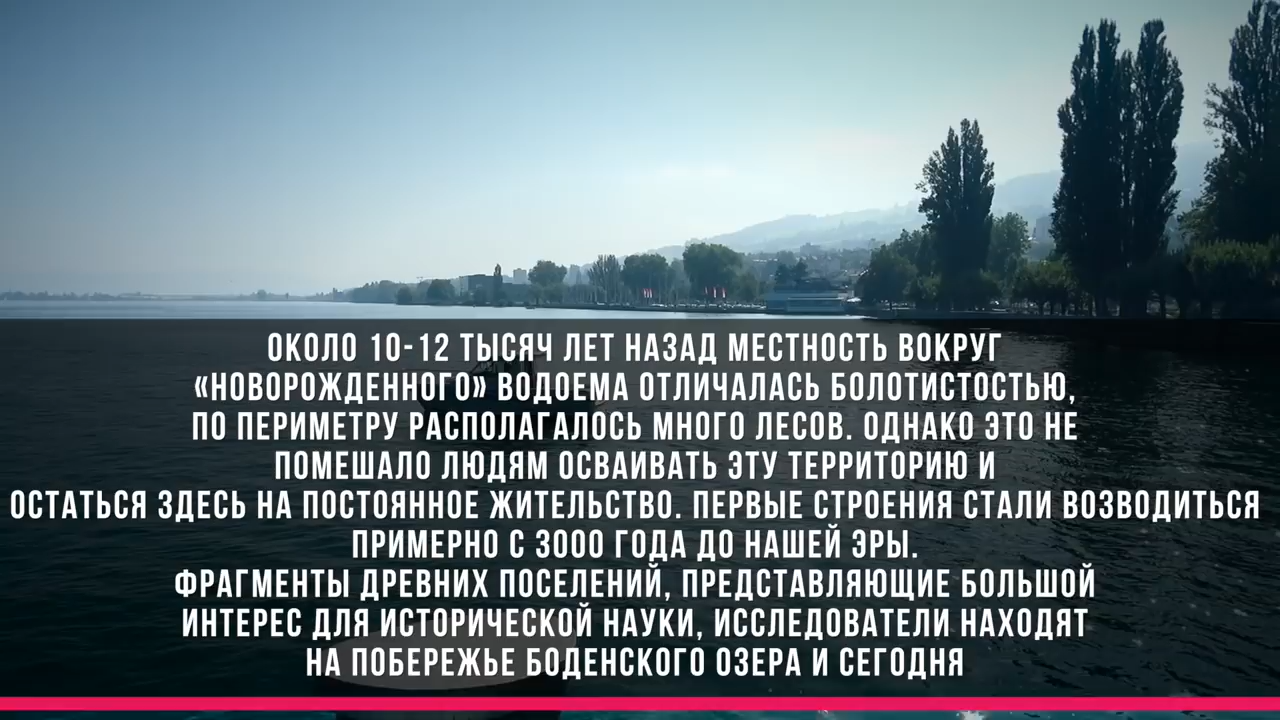 ОКОЛО 10-12 ТЫСЯЧ ЛЕТ НАЗАД МЕСТНОСТЬ ВОКРУГ
«НОВОРОЖДЕННОГО» ВОДОЕМА ОТЛИЧАЛАСЬ БОЛОТИСТОСТЬЮ,
ПО ПЕРИМЕТРУ РАСПОЛАГАЛОСЬ МНОГО ЛЕСОВ. ОДНАКО ЭТО НЕ
ПОМЕШАЛО ЛЮДЯМ ОСВАИВАТЬ ЭТУ ТЕРРИТОРИЮ И
ОСТАТЬСЯ ЗДЕСЬ НА ПОСТОЯННОЕ ЖИТЕЛЬСТВО. ПЕРВЫЕ СТРОЕНИЯ СТАЛИ ВОЗВОДИТЬСЯ
ПРИМЕРНО С 3000 ГОДА ДО НАШЕЙ ЭРЫ.
ФРАГМЕНТЫ ДРЕВНИХ ПОСЕЛЕНИЙ, ПРЕДСТАВЛЯЮЩИЕ БОЛЬШОЙ
ИНТЕРЕС ДЛЯ ИСТОРИЧЕСКОЙ НАУКИ, ИССЛЕДОВАТЕЛИ НАХОДЯТ
НА ПОБЕРЕЖЬЕ БОДЕНСКОГО ОЗЕРА И СЕГОДНЯ